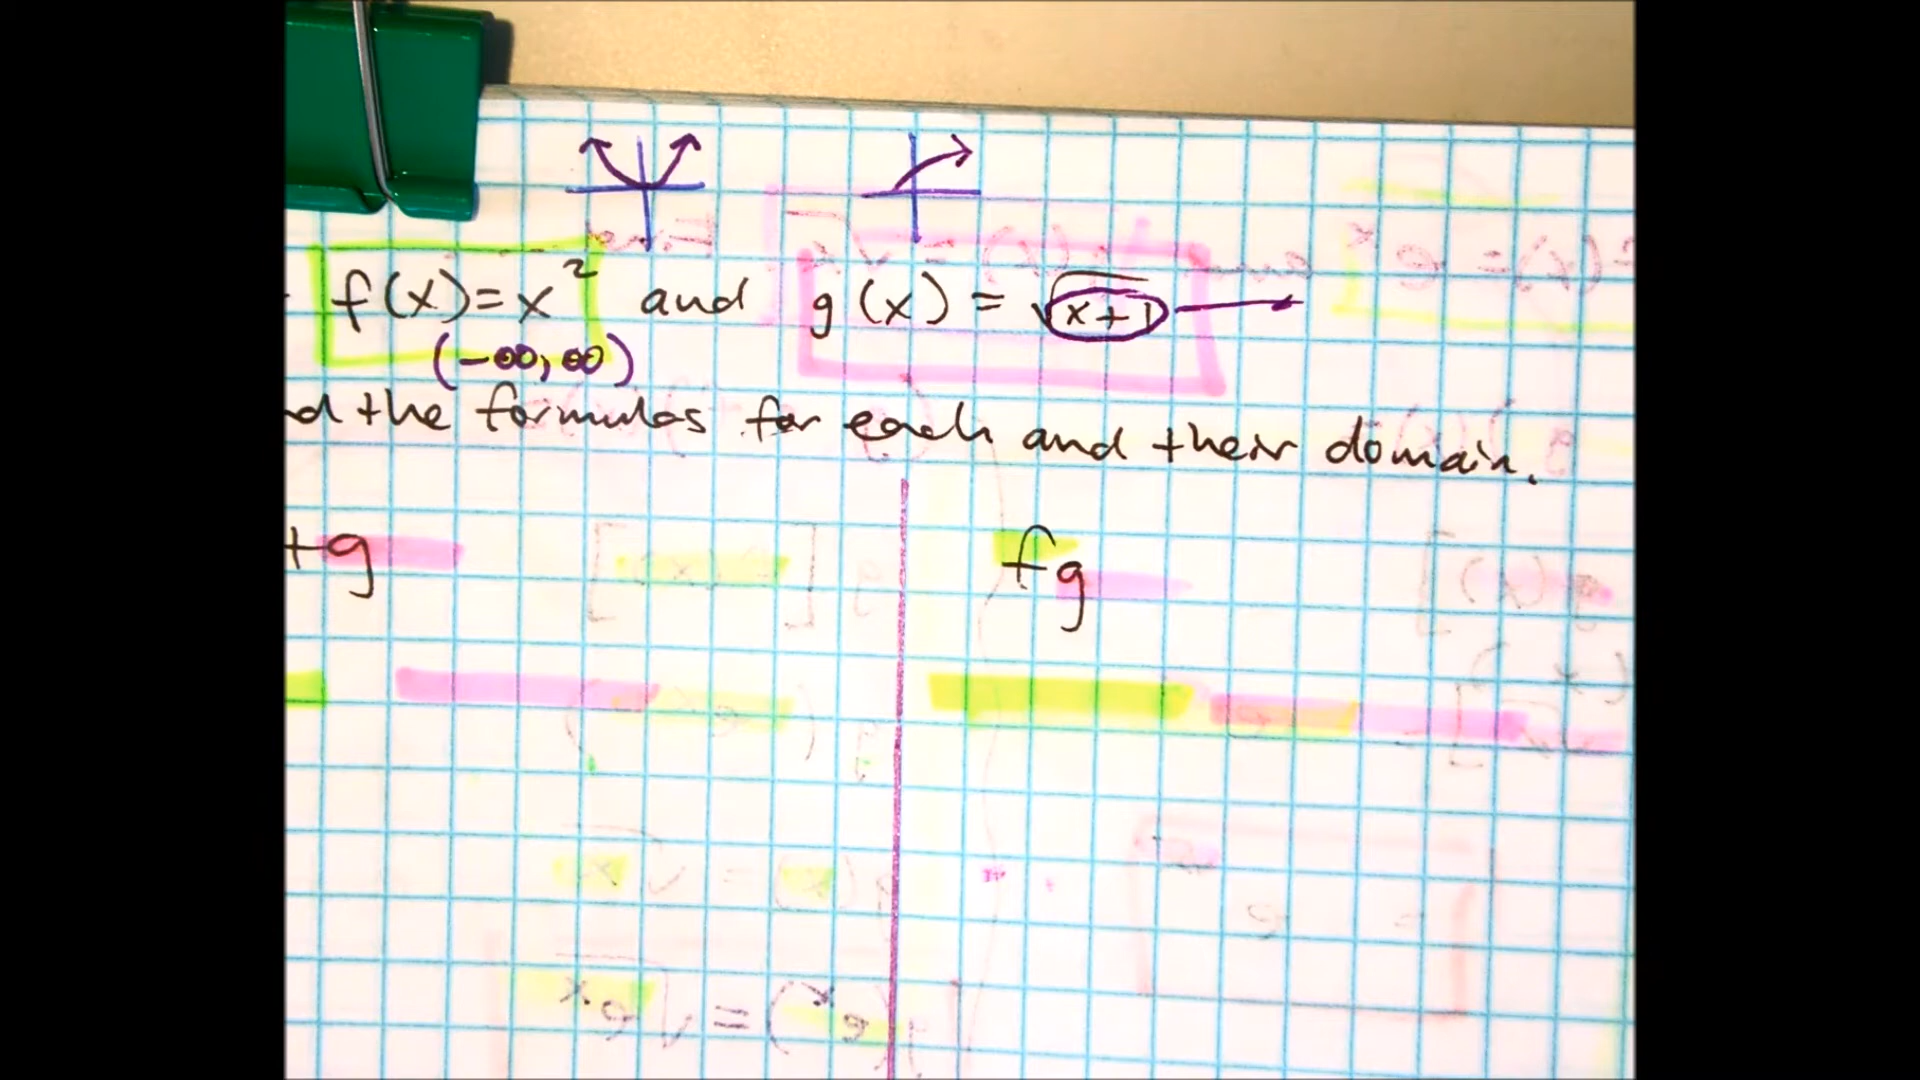 f(x)=x² and g(x) = √x+1
(-∞,∞)
d the formulas for each and their domain.
+g fg